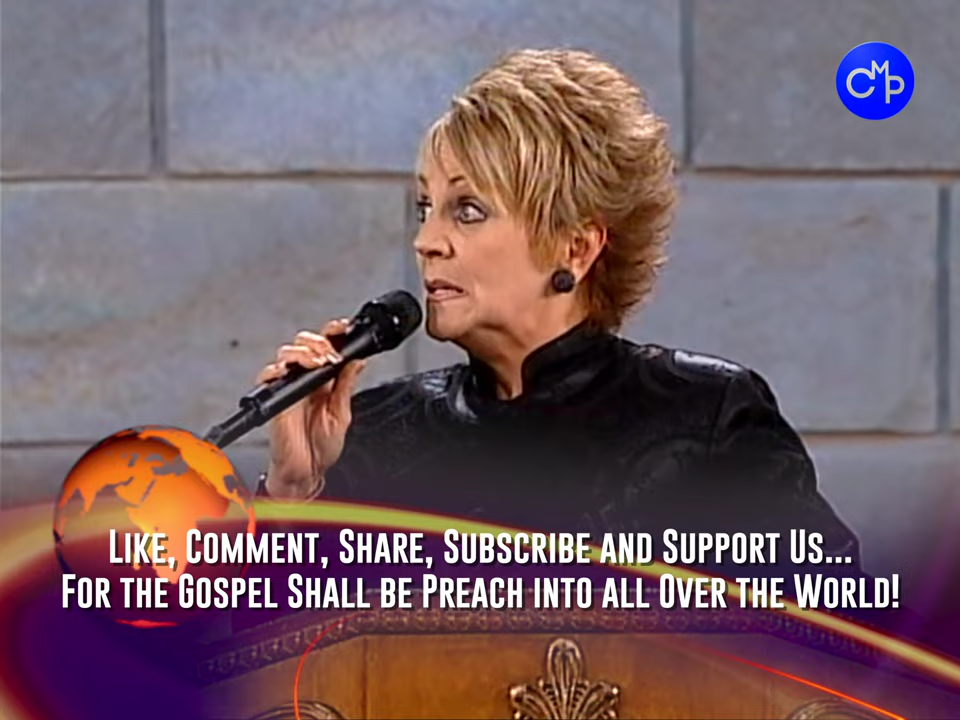 CMP
Like, Comment, Share, Subscribe and Support Us...
For the Gospel Shall be Preach into all Over the World!